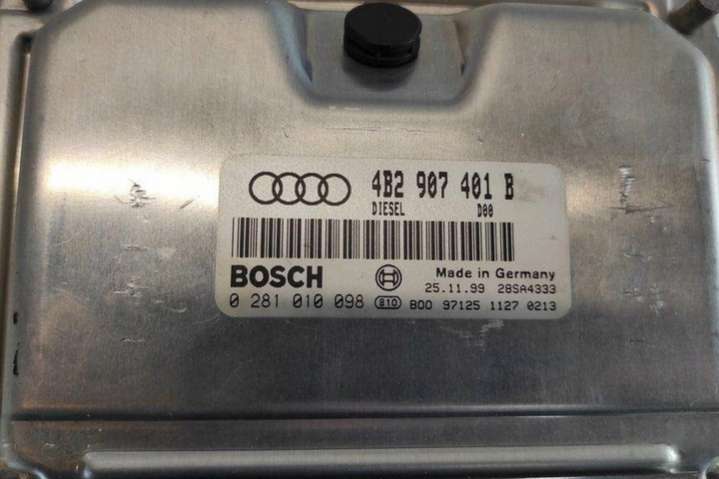 4B2 907 401 B
DIESEL D00
BOSCH Made in Germany
25.11.99 28SA4333
0 281 010 098 810 B00 97125 1127 0213